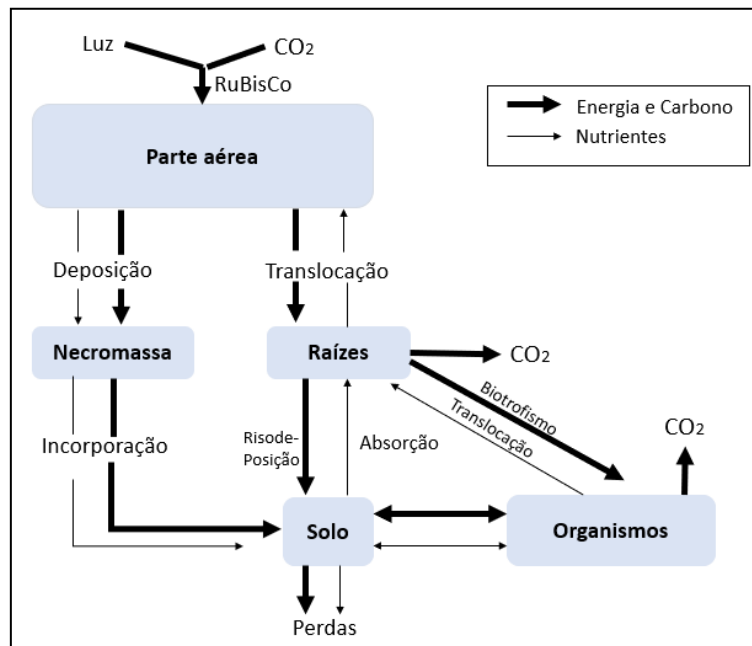 Luz
CO2
RuBisCo
Energia e Carbono
Nutrientes
Parte aérea
Deposição
Translocação
Necromassa
Raízes
CO2
Biotrofismo
Translocação
Incorporação
Risode-
Posição
Absorção
CO2
Solo
Organismos
Perdas